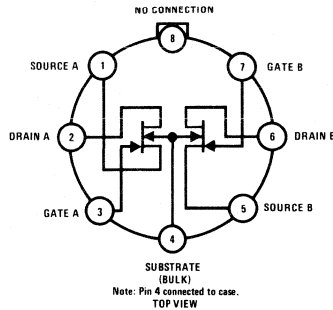 NO CONNECTION
8
SOURCE A
1
7
GATE B
DRAIN A
2
6
DRAIN B
GATE A
3
5
SOURCE B
4
SUBSTRATE
(BULK)
Note: Pin 4 connected to case.
TOP VIEW